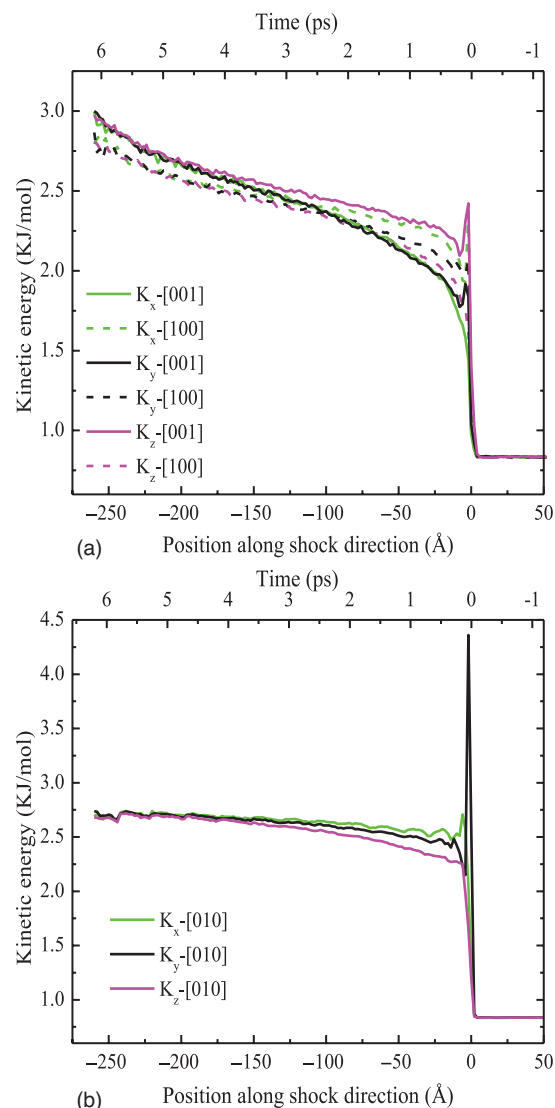 Time (ps)
6 5 4 3 2 1 0 -1
3.0
2.5
2.0
1.5
1.0
Kinetic energy (KJ/mol)
Kx-[001]
Kx-[100]
Ky-[001]
Ky-[100]
Kz-[001]
Kz-[100]
−250 −200 −150 −100 −50 0 50
(a) Position along shock direction (Å)
Time (ps)
6 5 4 3 2 1 0 -1
4.5
4.0
3.5
3.0
2.5
2.0
1.5
1.0
Kinetic energy (KJ/mol)
Kx-[010]
Ky-[010]
Kz-[010]
−250 −200 −150 −100 −50 0 50
(b) Position along shock direction (Å)